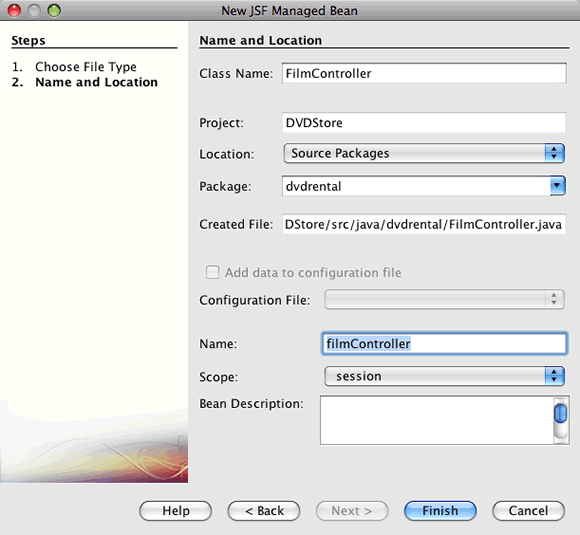 New JSF Managed Bean
Steps
1. Choose File Type
2. Name and Location
Name and Location
Class Name: FilmController
Project: DVDStore
Location: Source Packages
Package: dvdrental
Created File: DStore/src/java/dvdrental/FilmController.java
Add data to configuration file
Configuration File:
Name: filmController
Scope: session
Bean Description:
Help < Back Next > Finish Cancel